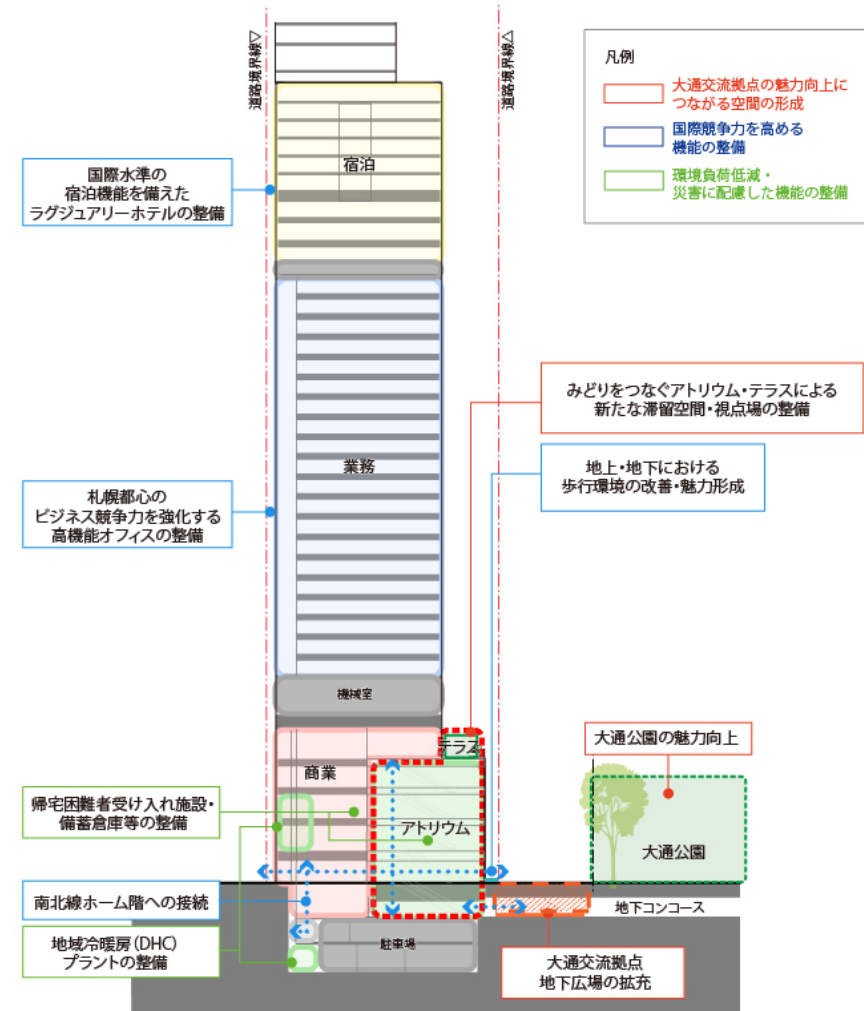 道路境界線▽
道路境界線△
凡例
大通交流拠点の魅力向上に
つながる空間の形成
国際競争力を高める
機能の整備
環境負荷低減・
災害に配慮した機能の整備
宿泊
国際水準の
宿泊機能を備えた
ラグジュアリーホテルの整備
みどりをつなぐアトリウム・テラスによる
新たな滞留空間・視点場の整備
業務
地上・地下における
歩行環境の改善・魅力形成
札幌都心の
ビジネス競争力を強化する
高機能オフィスの整備
機械室
テラス
大通公園の魅力向上
商業
帰宅困難者受け入れ施設・
備蓄倉庫等の整備
アトリウム
大通公園
南北線ホーム階への接続
地下コンコース
地域冷暖房(DHC)
プラントの整備
駐車場
大通交流拠点
地下広場の拡充